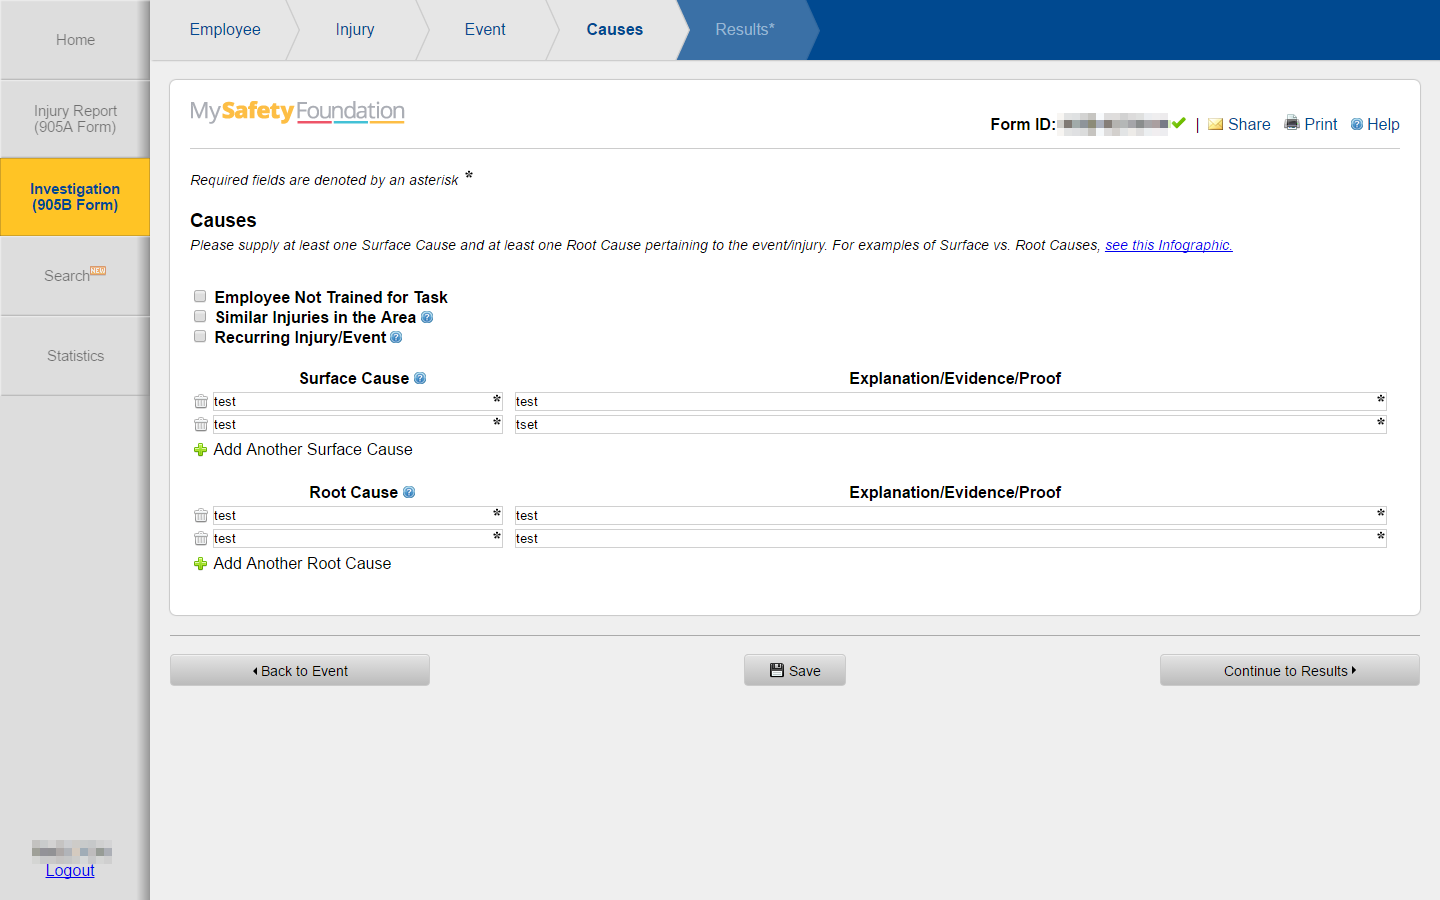 Home
Injury Report
(905A Form)
Investigation
(905B Form)
Search NEW
Statistics
Logout
Employee
Injury
Event
Causes
Results*
MySafetyFoundation
Form ID:
| Share Print Help
Required fields are denoted by an asterisk *
Causes
Please supply at least one Surface Cause and at least one Root Cause pertaining to the event/injury. For examples of Surface vs. Root Causes, see this Infographic.
Employee Not Trained for Task
Similar Injuries in the Area ?
Recurring Injury/Event ?
Surface Cause ? Explanation/Evidence/Proof
test * test *
test * tset *
Add Another Surface Cause
Root Cause ? Explanation/Evidence/Proof
test * test *
test * test *
Add Another Root Cause
Back to Event
Save
Continue to Results